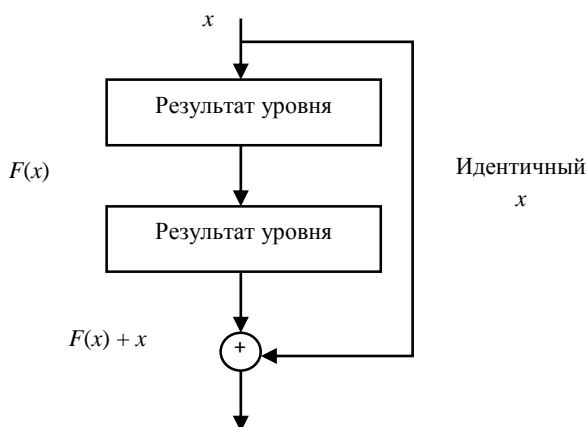 x
Результат уровня
F(x)
Идентичный
x
Результат уровня
F(x) + x
+